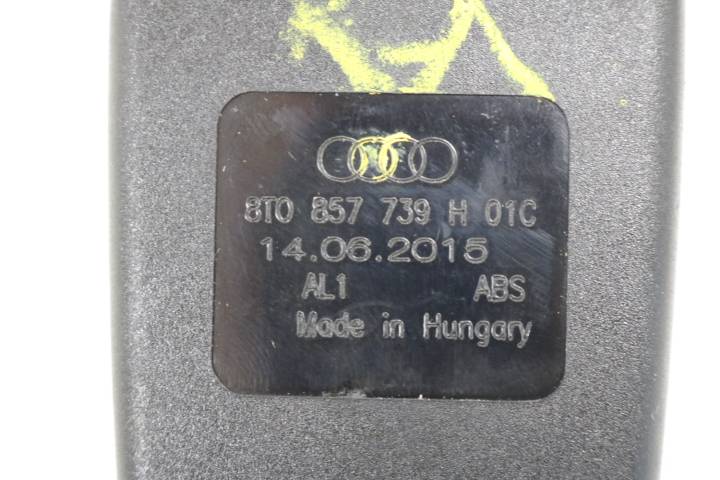 8T0 857 739 H 01C
14.06.2015
AL1 ABS
Made in Hungary